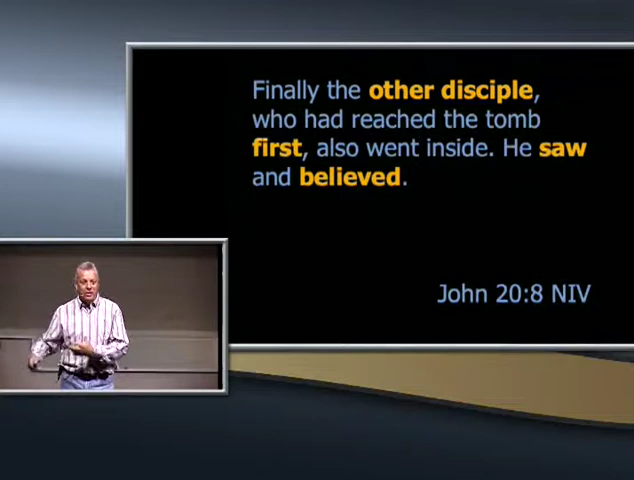 Finally the other disciple,
who had reached the tomb
first, also went inside. He saw
and believed.
John 20:8 NIV